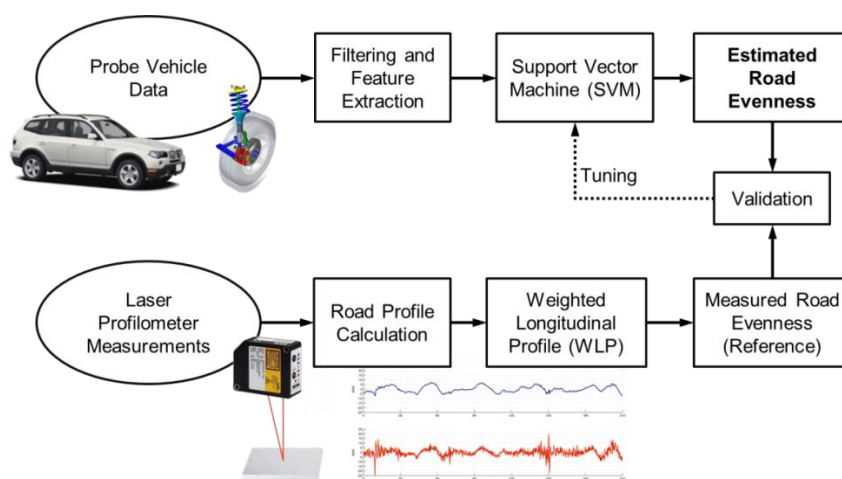 Probe Vehicle
Data
Filtering and
Feature
Extraction
Support Vector
Machine (SVM)
Estimated
Road
Evenness
Tuning
Validation
Laser
Profilometer
Measurements
Road Profile
Calculation
Weighted
Longitudinal
Profile (WLP)
Measured Road
Evenness
(Reference)